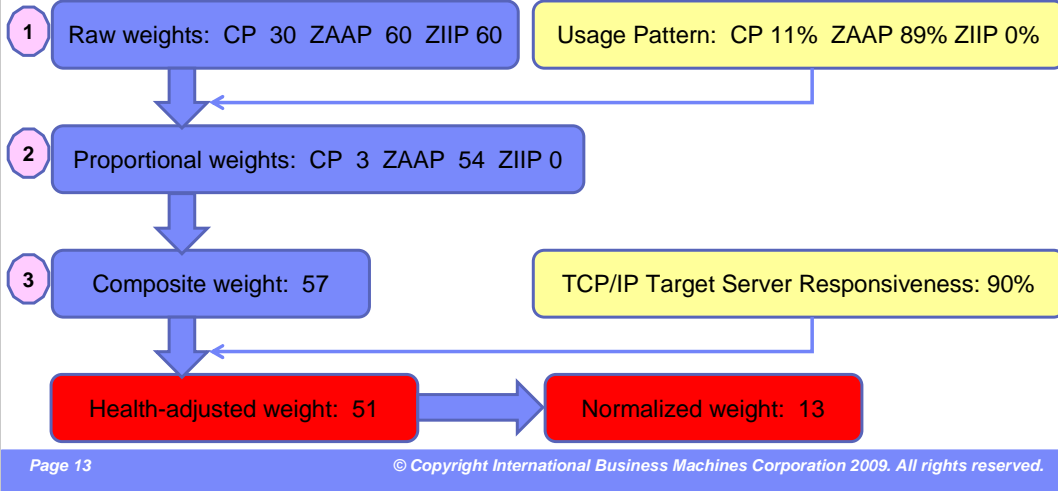 1
Raw weights: CP 30 ZAAP 60 ZIIP 60
Usage Pattern: CP 11% ZAAP 89% ZIIP 0%
2
Proportional weights: CP 3 ZAAP 54 ZIIP 0
3
Composite weight: 57
TCP/IP Target Server Responsiveness: 90%
Health-adjusted weight: 51
Normalized weight: 13
Page 13
© Copyright International Business Machines Corporation 2009. All rights reserved.